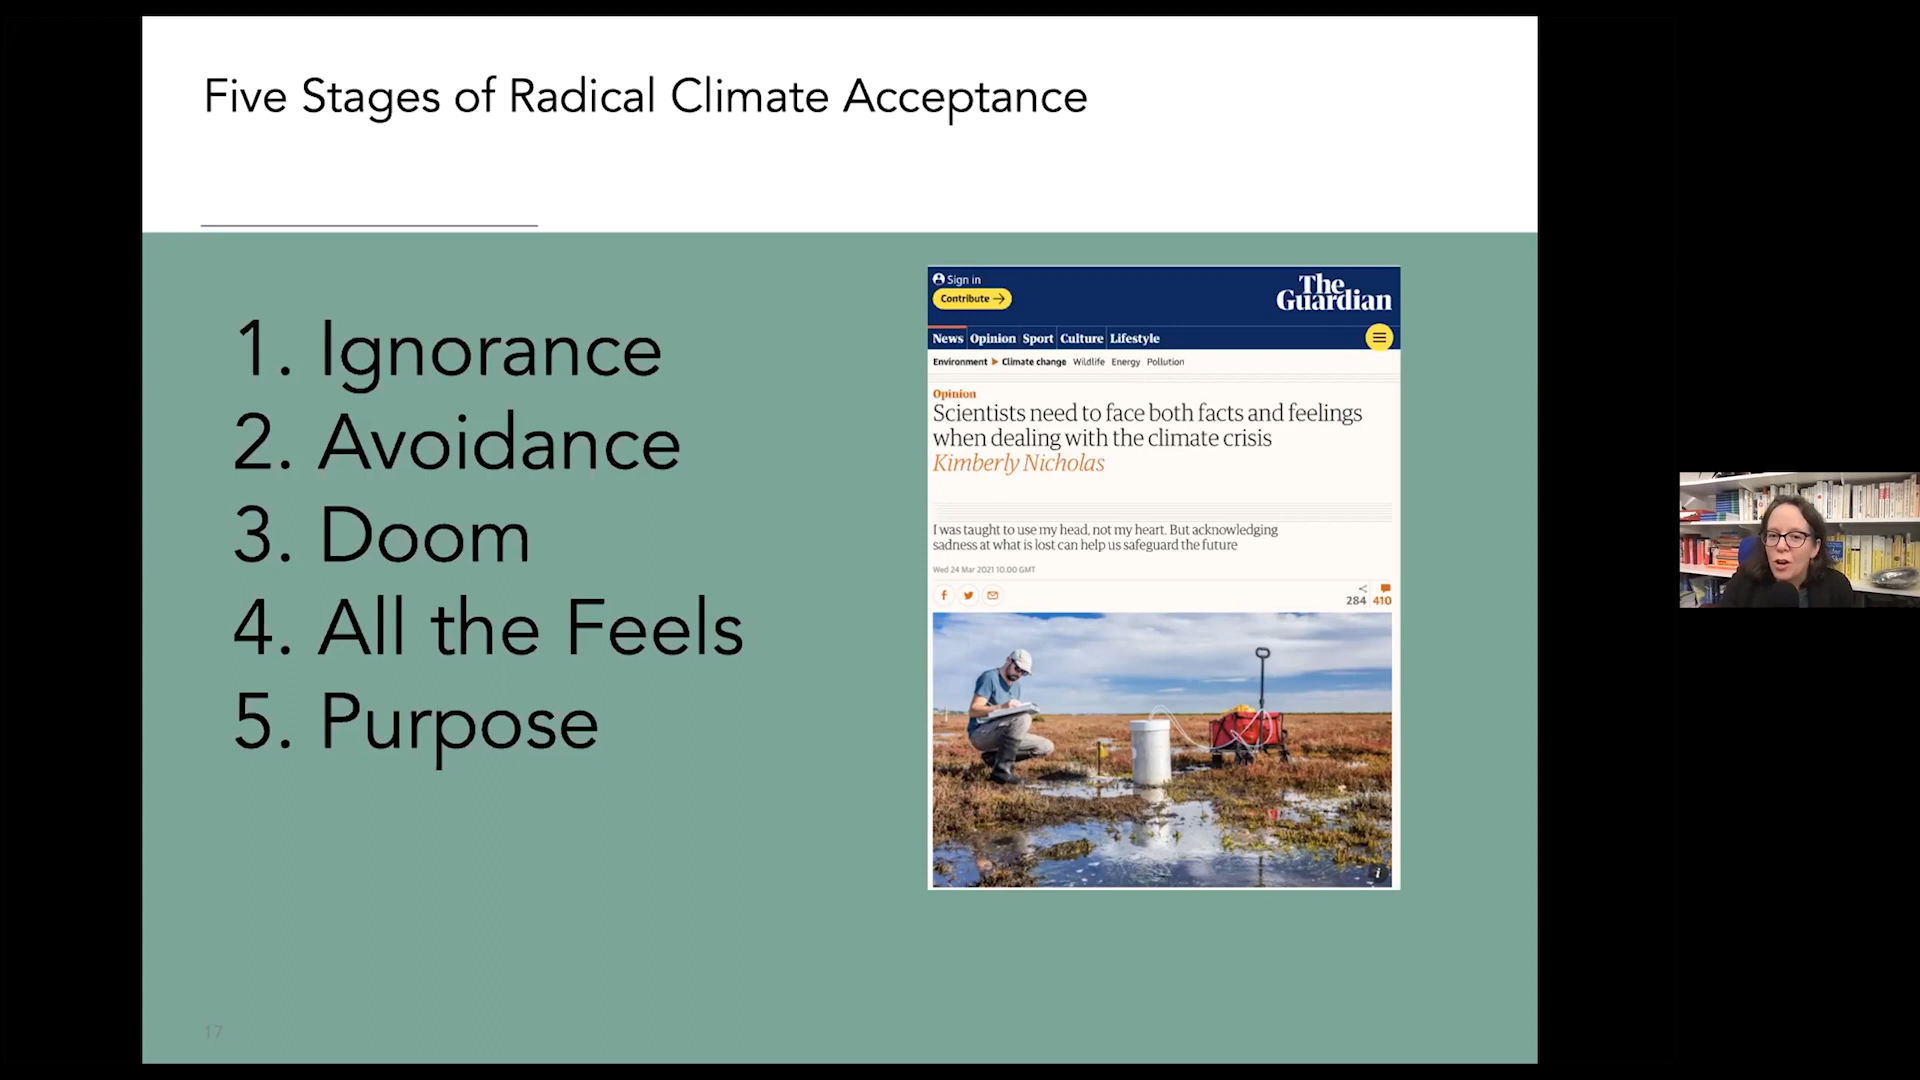 Five Stages of Radical Climate Acceptance
1. Ignorance
2. Avoidance
3. Doom
4. All the Feels
5. Purpose
Sign in
Contribute →
The
Guardian
News Opinion Sport Culture Lifestyle
Environment ▶ Climate change Wildlife Energy Pollution
Opinion
Scientists need to face both facts and feelings
when dealing with the climate crisis
Kimberly Nicholas
I was taught to use my head, not my heart. But acknowledging
sadness at what is lost can help us safeguard the future
Wed 24 Mar 2021 10.00 GMT
284 410
17